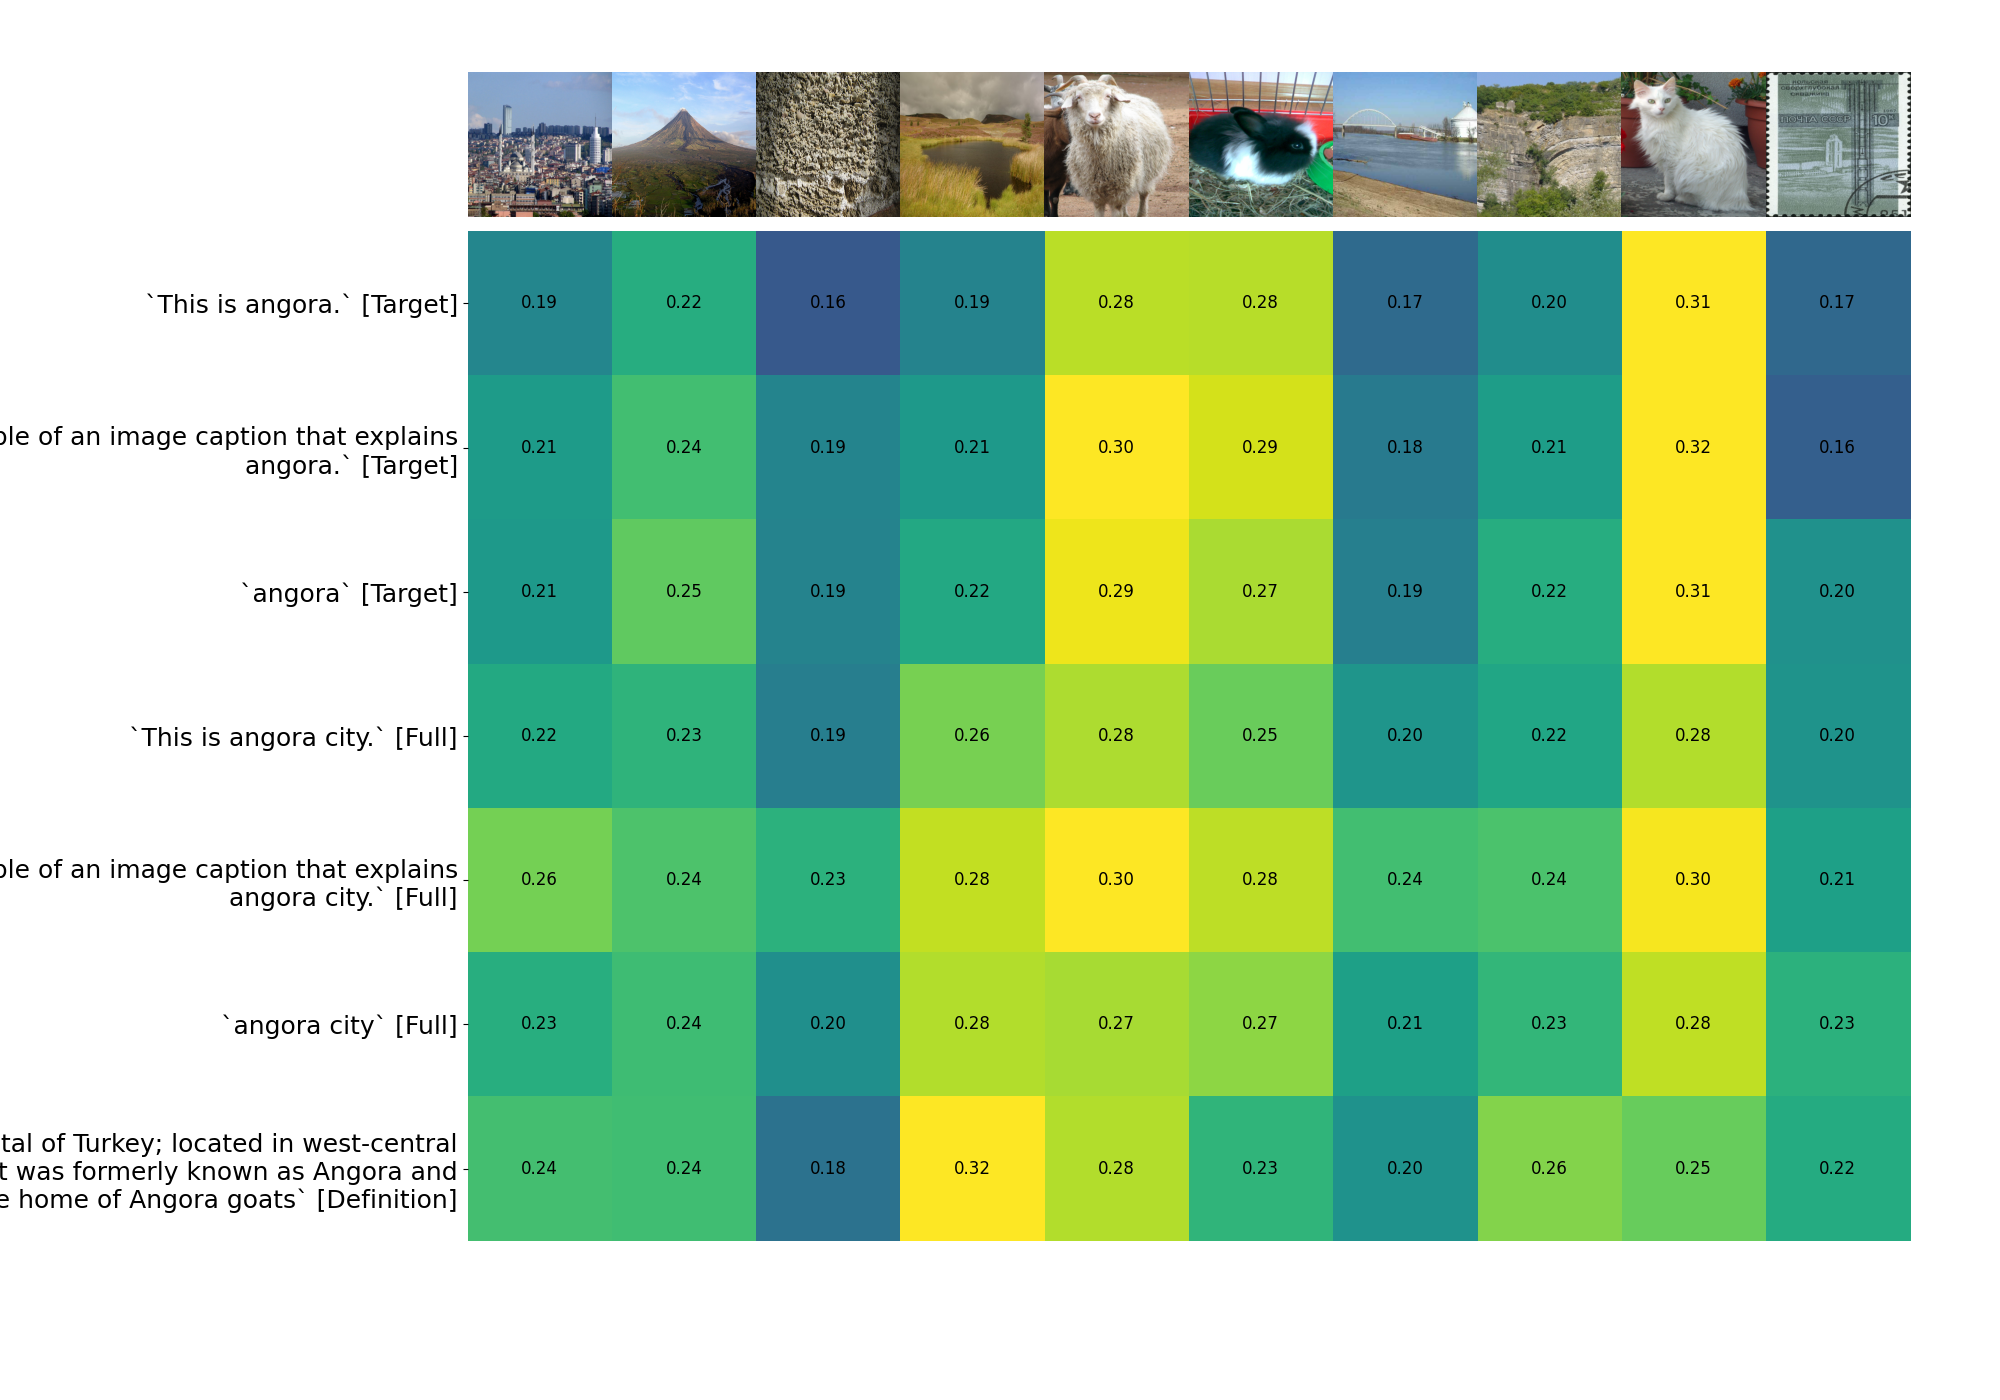 ПОЧТА СССР 10к
`This is angora.` [Target]
0.19 0.22 0.16 0.19 0.28 0.28 0.17 0.20 0.31 0.17
of an image caption that explains
angora.` [Target]
0.21 0.24 0.19 0.21 0.30 0.29 0.18 0.21 0.32 0.16
`angora` [Target]
0.21 0.25 0.19 0.22 0.29 0.27 0.19 0.22 0.31 0.20
`This is angora city.` [Full]
0.22 0.23 0.19 0.26 0.28 0.25 0.20 0.22 0.28 0.20
of an image caption that explains
angora city.` [Full]
0.26 0.24 0.23 0.28 0.30 0.28 0.24 0.24 0.30 0.21
`angora city` [Full]
0.23 0.24 0.20 0.28 0.27 0.27 0.21 0.23 0.28 0.23
of Turkey; located in west-central
was formerly known as Angora and
home of Angora goats` [Definition]
0.24 0.24 0.18 0.32 0.28 0.23 0.20 0.26 0.25 0.22